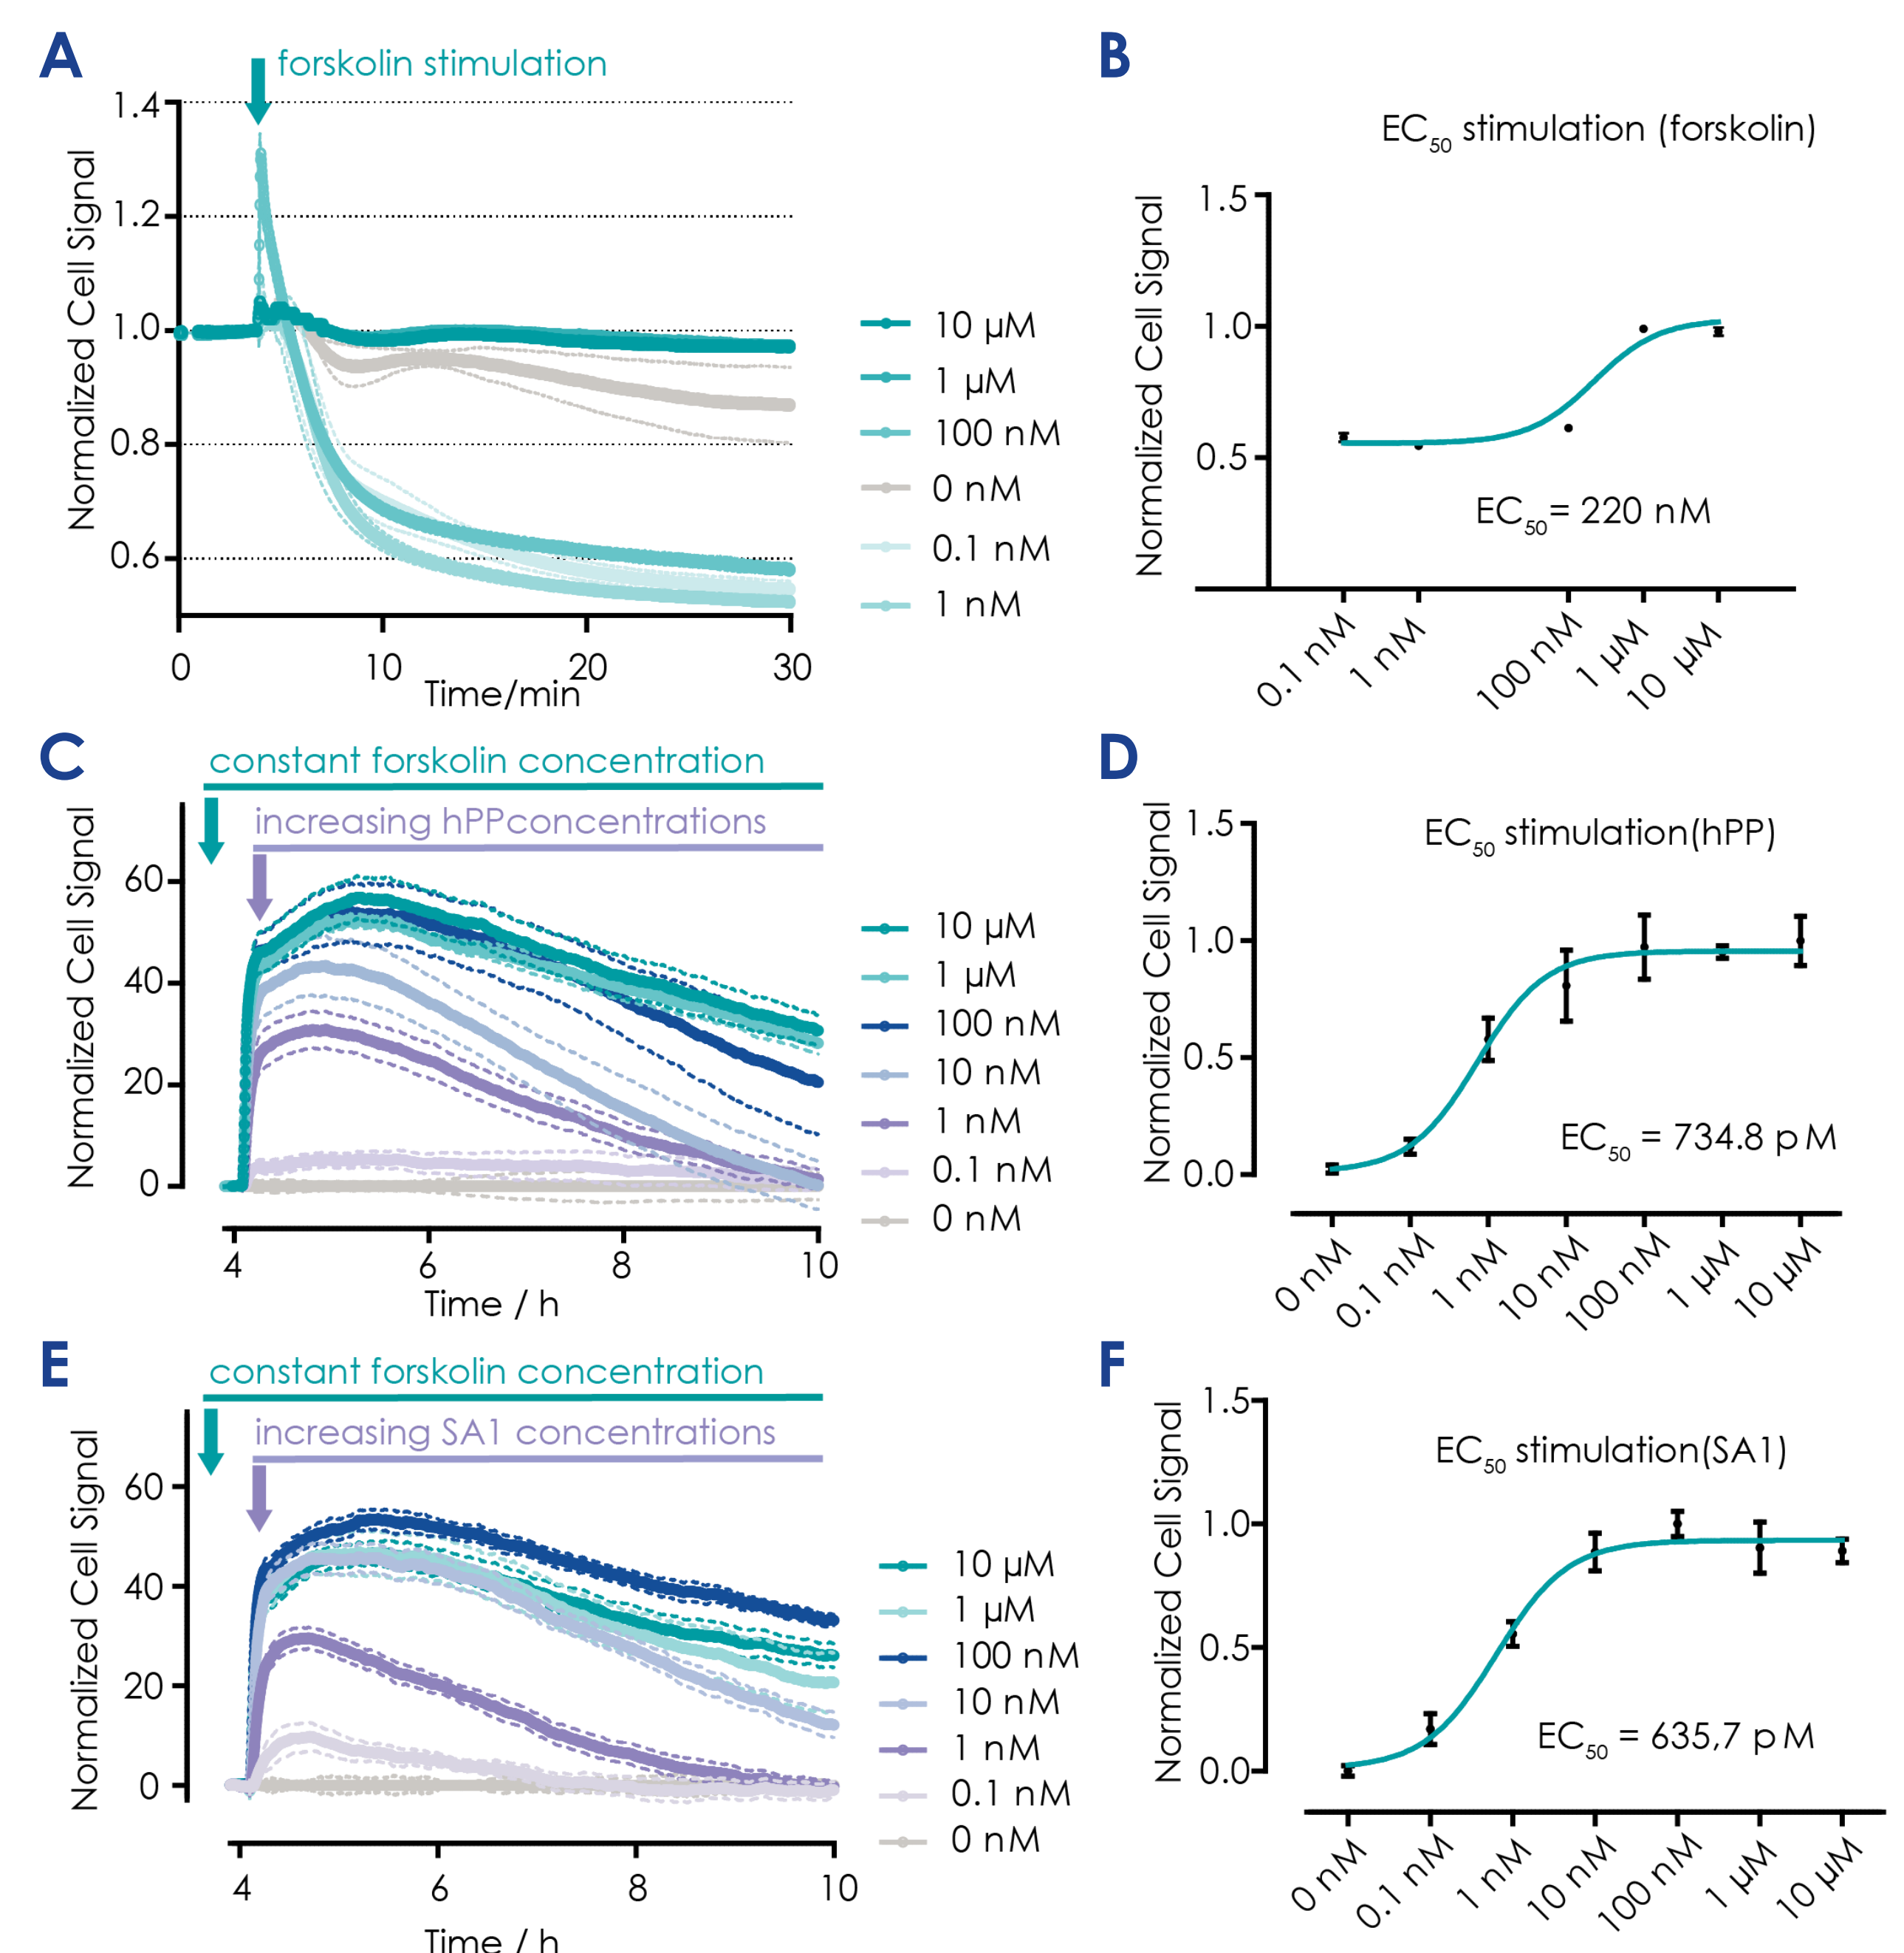 A
forskolin stimulation
Normalized Cell Signal
1.4
1.2
1.0
0.8
0.6
0
10
20
30
Time/min
10 µM
1 µM
100 nM
0 nM
0.1 nM
1 nM
B
EC50 stimulation (forskolin)
Normalized Cell Signal
1.5
1.0
0.5
EC50= 220 nM
0.1 nM
1 nM
100 nM
1 µM
10 µM
C
constant forskolin concentration
increasing hPPconcentrations
Normalized Cell Signal
60
40
20
0
4
6
8
10
Time / h
10 µM
1 µM
100 nM
10 nM
1 nM
0.1 nM
0 nM
D
EC50 stimulation(hPP)
Normalized Cell Signal
1.5
1.0
0.5
0.0
EC50 = 734.8 pM
0 nM
0.1 nM
1 nM
10 nM
100 nM
1 µM
10 µM
E
constant forskolin concentration
increasing SA1 concentrations
Normalized Cell Signal
60
40
20
0
4
6
8
10
Time / h
10 µM
1 µM
100 nM
10 nM
1 nM
0.1 nM
0 nM
F
EC50 stimulation(SA1)
Normalized Cell Signal
1.5
1.0
0.5
0.0
EC50 = 635,7 pM
0 nM
0.1 nM
1 nM
10 nM
100 nM
1 µM
10 µM